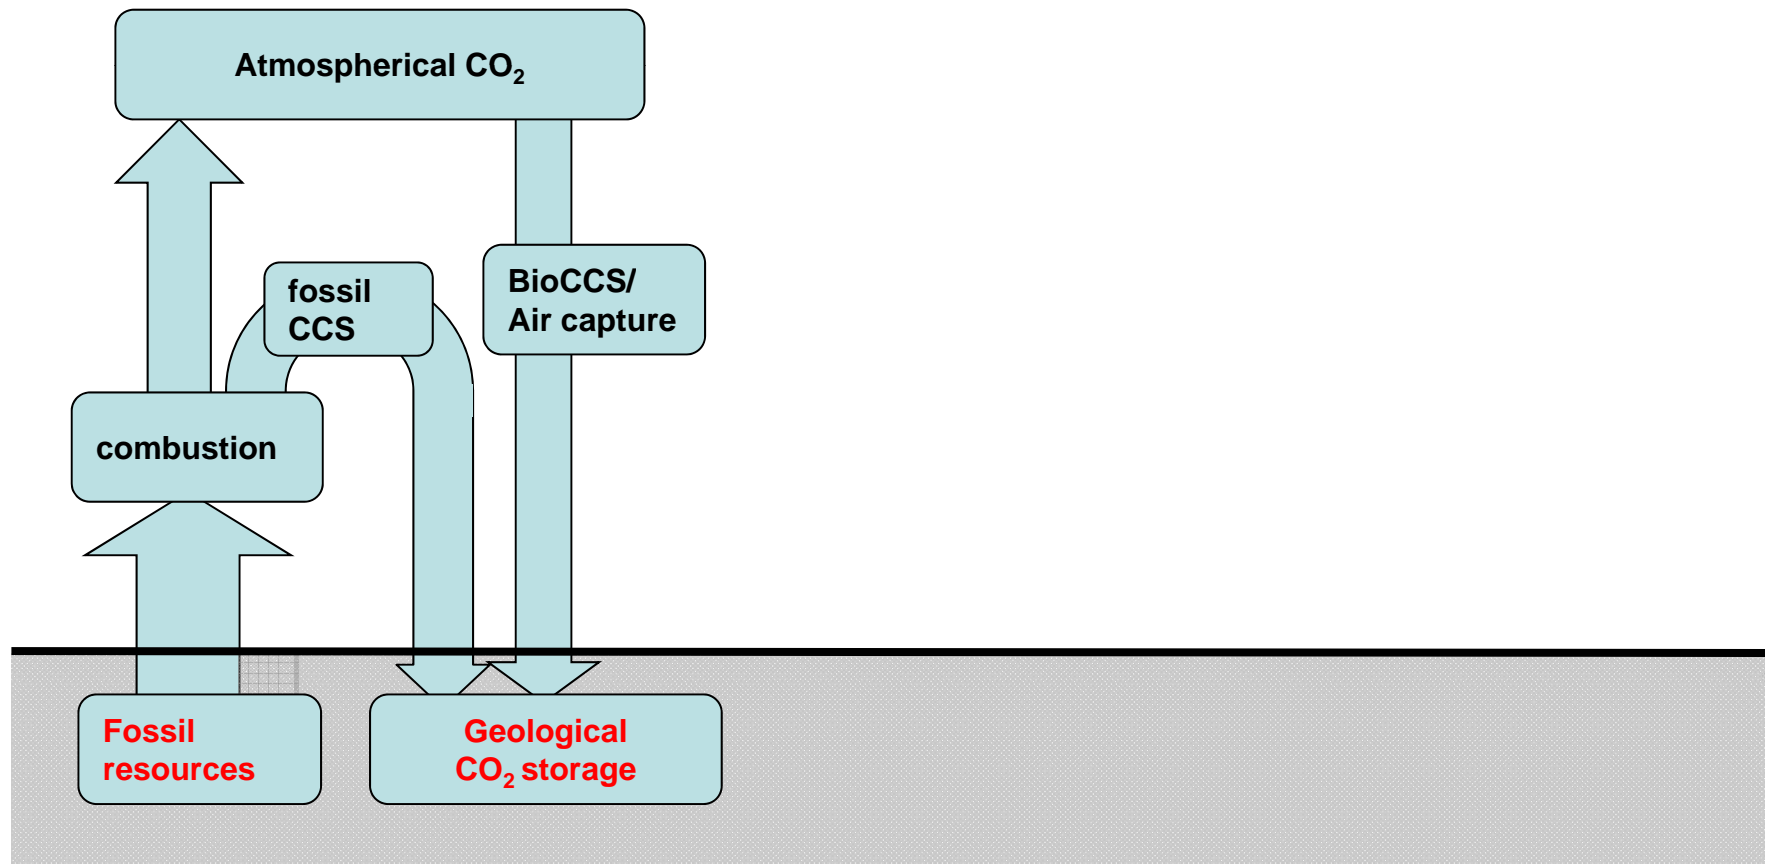 Atmospherical CO₂
fossil
CCS
BioCCS/
Air capture
combustion
Fossil
resources
Geological
CO₂ storage